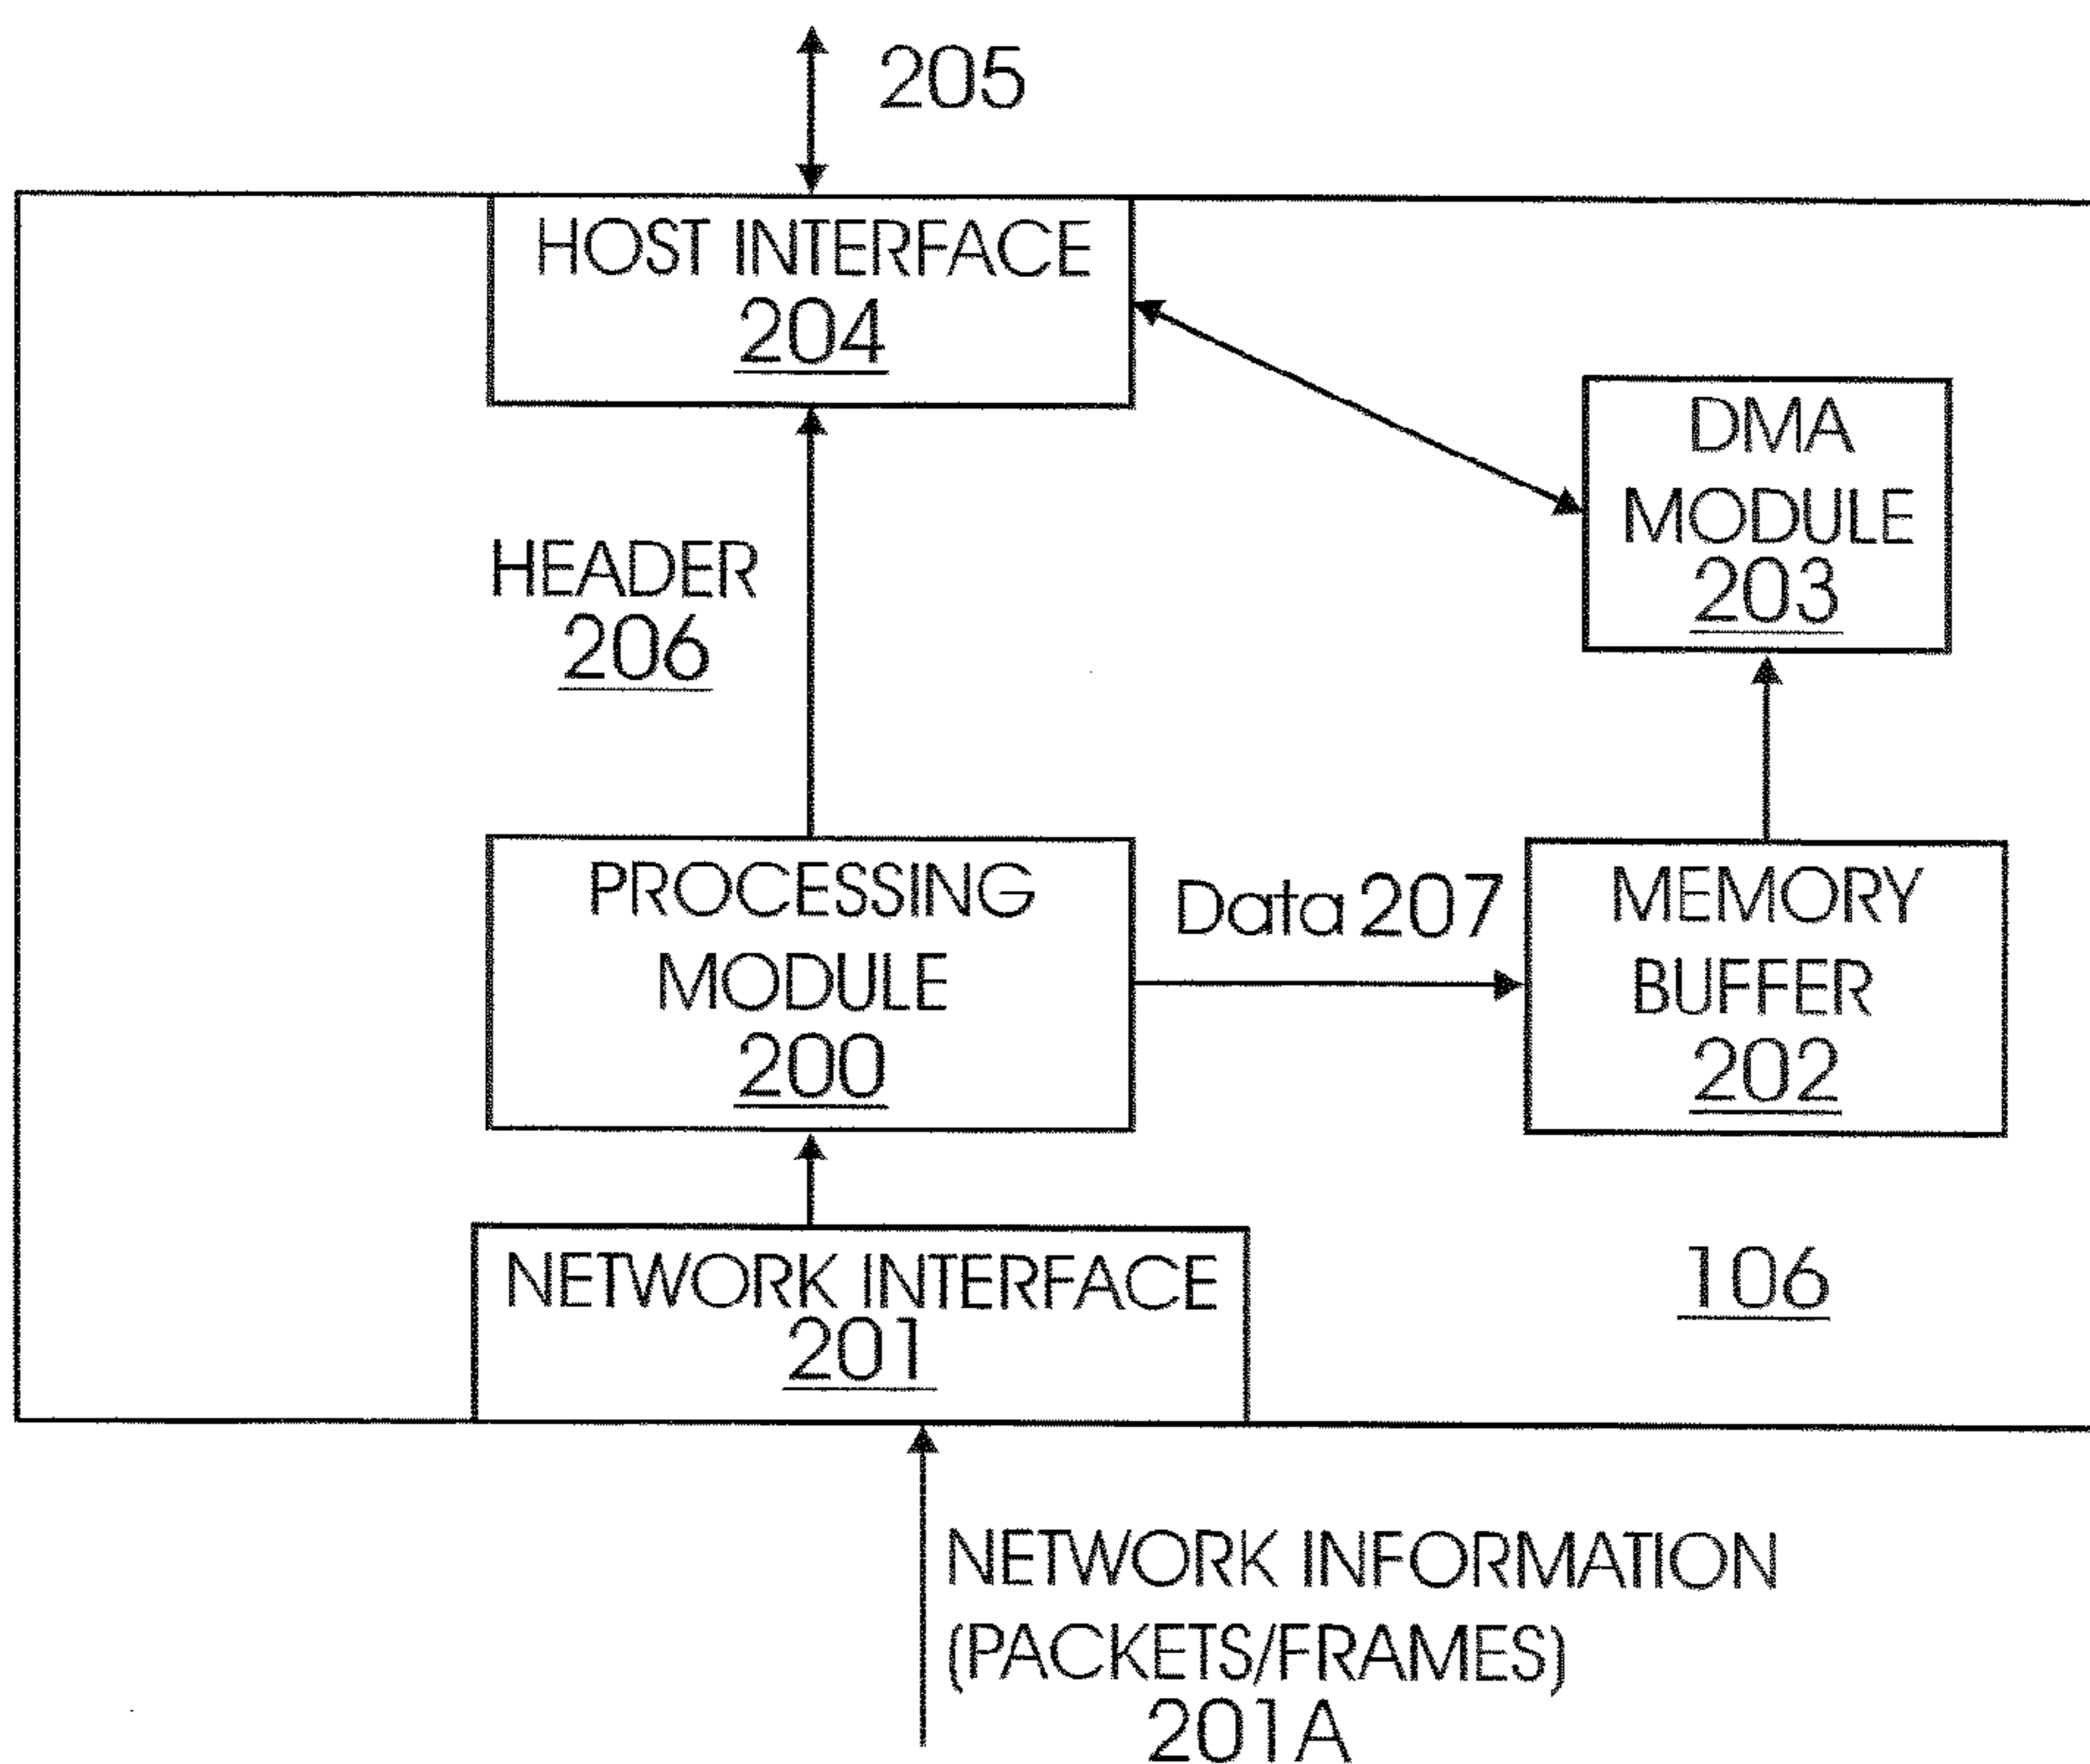 205
HOST INTERFACE
204
DMA
MODULE
203
HEADER
206
PROCESSING
MODULE
200
Data 207
MEMORY
BUFFER
202
NETWORK INTERFACE
201
106
NETWORK INFORMATION
(PACKETS/FRAMES)
201A